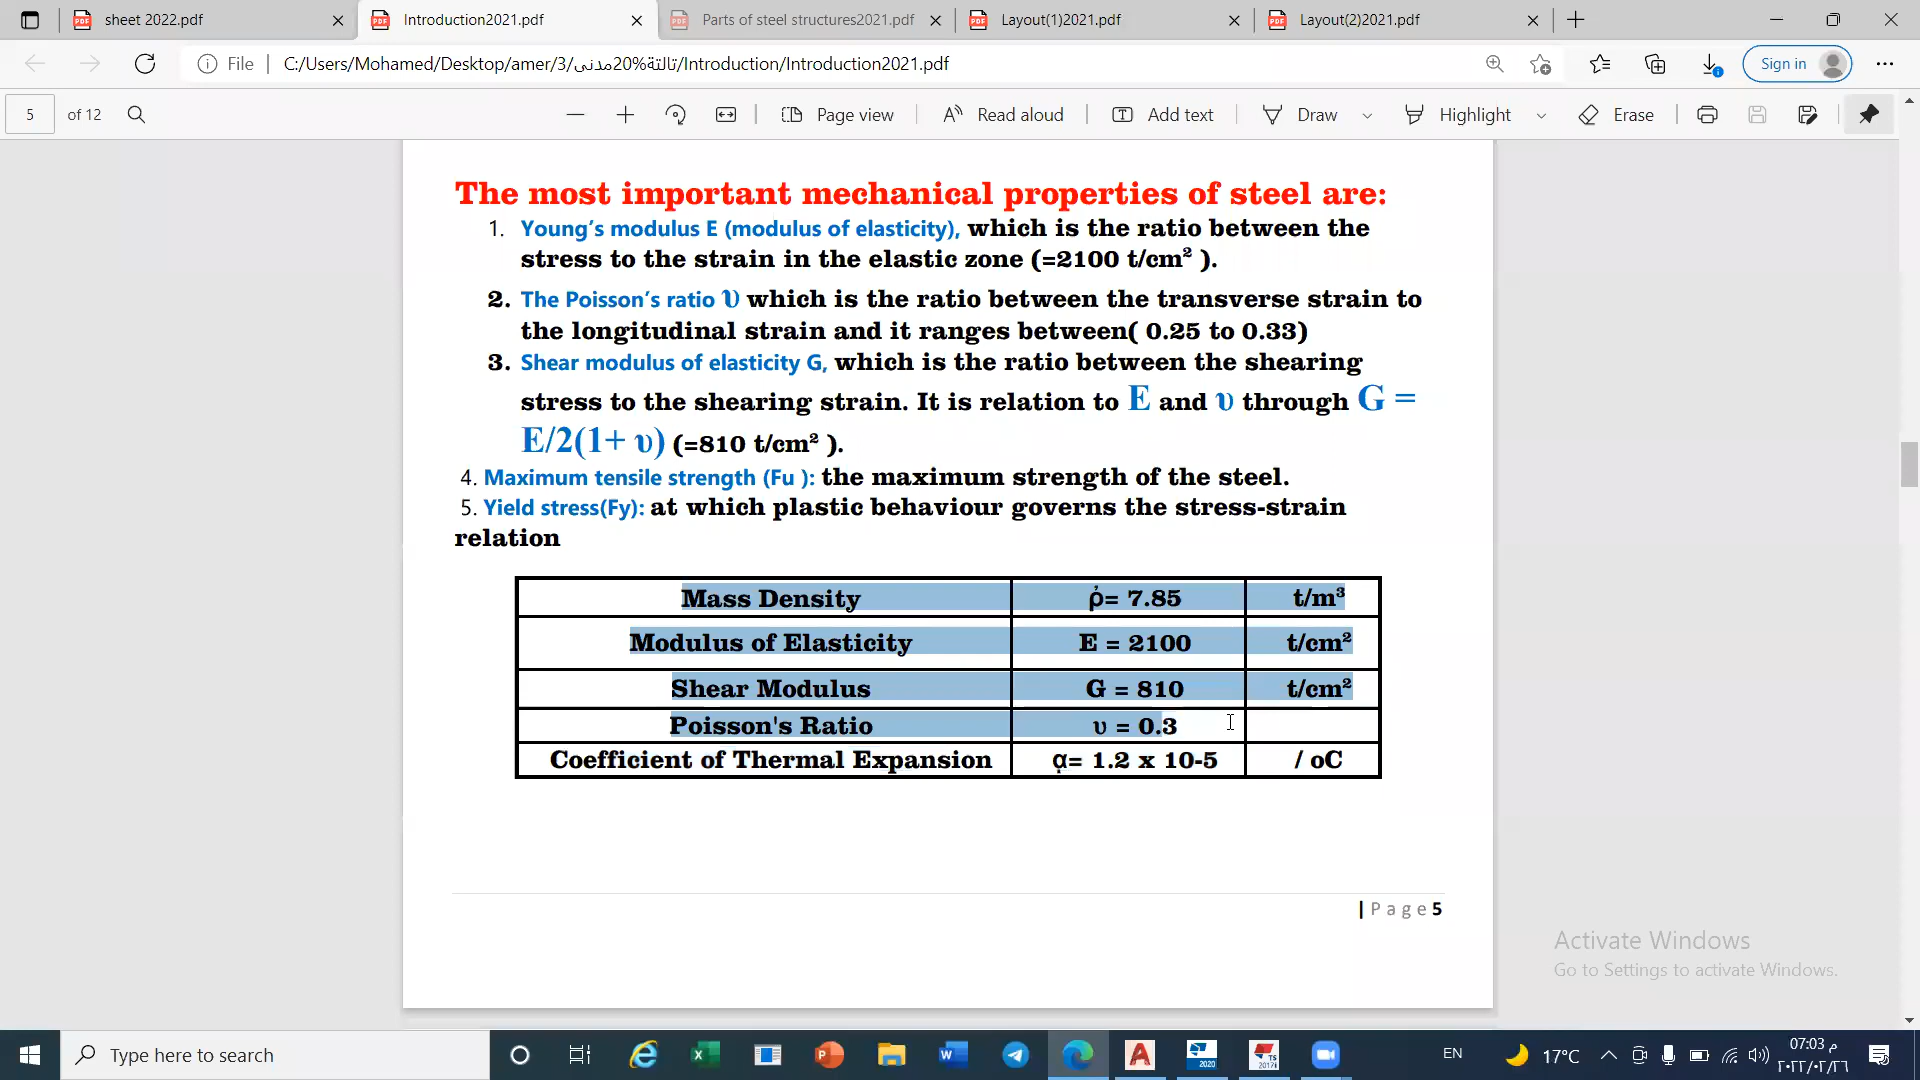 sheet 2022.pdf
Introduction2021.pdf
Parts of steel structures2021.pdf
Layout(1)2021.pdf
Layout(2)2021.pdf
File
C:/Users/Mohamed/Desktop/amer/3/تالتة%20مدنى/Introduction/Introduction2021.pdf
Sign in
5 of 12
Page view
Read aloud
Add text
Draw
Highlight
Erase
The most important mechanical properties of steel are:
1. Young's modulus E (modulus of elasticity), which is the ratio between the
stress to the strain in the elastic zone (=2100 t/cm² ).
2. The Poisson's ratio υ which is the ratio between the transverse strain to
the longitudinal strain and it ranges between( 0.25 to 0.33)
3. Shear modulus of elasticity G, which is the ratio between the shearing
stress to the shearing strain. It is relation to E and υ through G =
E/2(1+ υ) (=810 t/cm² ).
4. Maximum tensile strength (Fu ): the maximum strength of the steel.
5. Yield stress(Fy): at which plastic behaviour governs the stress-strain
relation
Mass Density ρ̇= 7.85 t/m³
Modulus of Elasticity E = 2100 t/cm²
Shear Modulus G = 810 t/cm²
Poisson's Ratio υ = 0.3
Coefficient of Thermal Expansion α̣= 1.2 x 10-5 / oC
| Page 5
Activate Windows
Go to Settings to activate Windows.
Type here to search
2020
TS
2017i
EN
17°C
07:03 م
٢٠٢٢/٠٢/٢٦